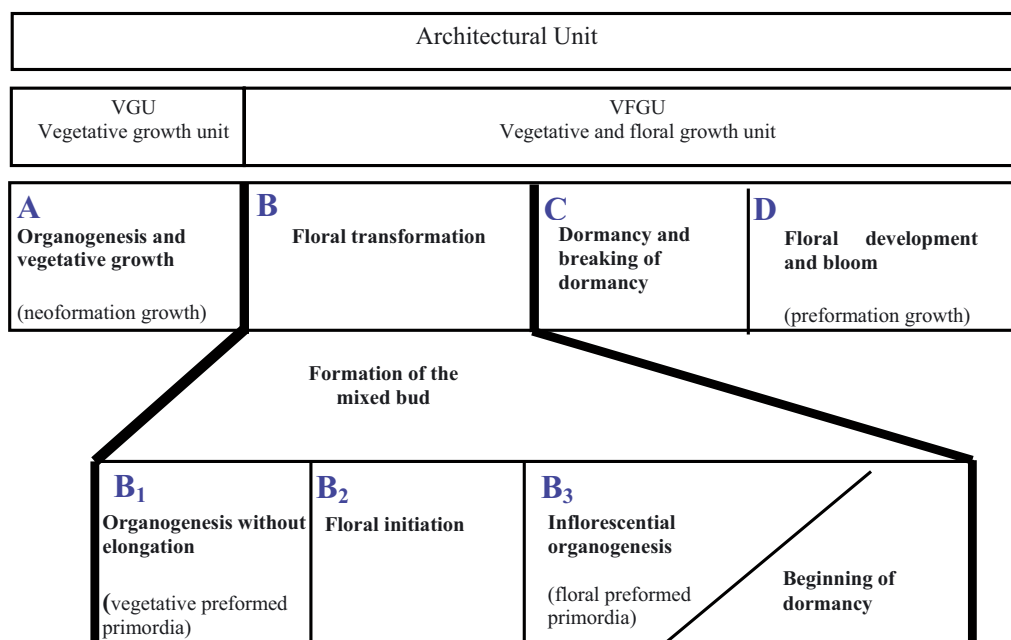 Architectural Unit
VGU
Vegetative growth unit
VFGU
Vegetative and floral growth unit
A
Organogenesis and
vegetative growth
(neoformation growth)
B
Floral transformation
C
Dormancy and
breaking of
dormancy
D
Floral development
and bloom
(preformation growth)
Formation of the
mixed bud
B₁
Organogenesis without
elongation
(vegetative preformed
primordia)
B₂
Floral initiation
B₃
Inflorescential
organogenesis
(floral preformed
primordia)
Beginning of
dormancy